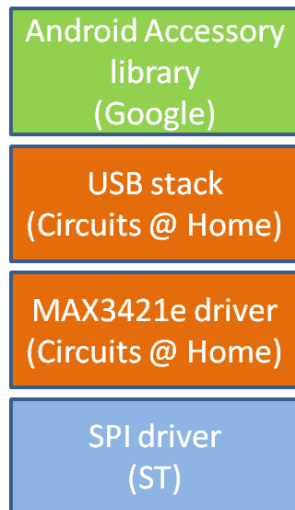 Android Accessory
library
(Google)
USB stack
(Circuits @ Home)
MAX3421e driver
(Circuits @ Home)
SPI driver
(ST)